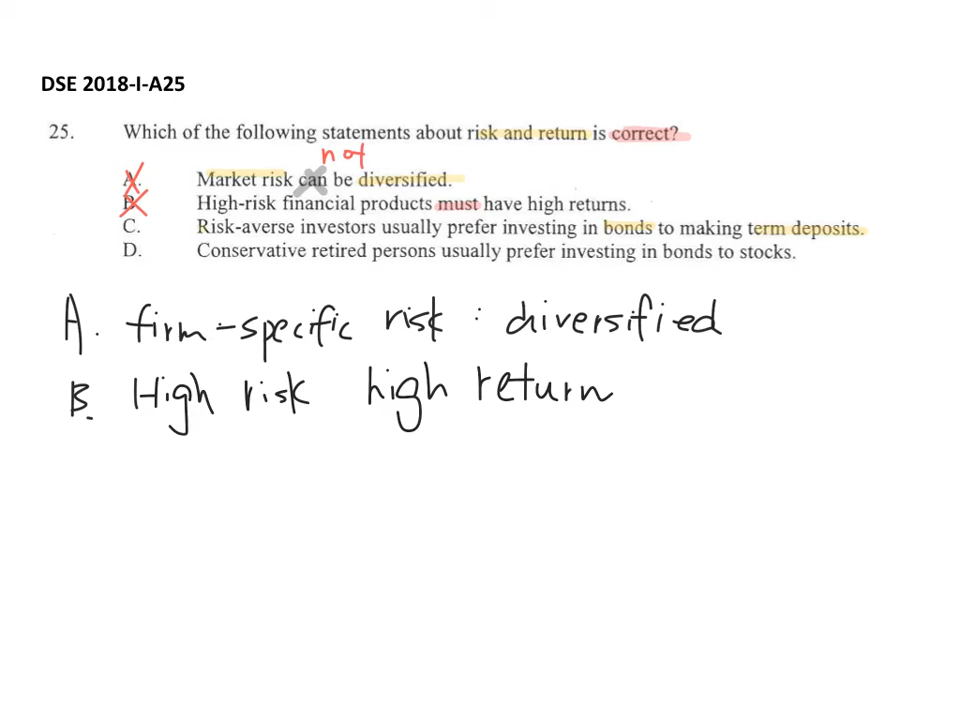 DSE 2018-I-A25
25. Which of the following statements about risk and return is correct?
not
A. Market risk can be diversified.
B. High-risk financial products must have high returns.
C. Risk-averse investors usually prefer investing in bonds to making term deposits.
D. Conservative retired persons usually prefer investing in bonds to stocks.
A. firm-specific risk : diversified
B. High risk high return